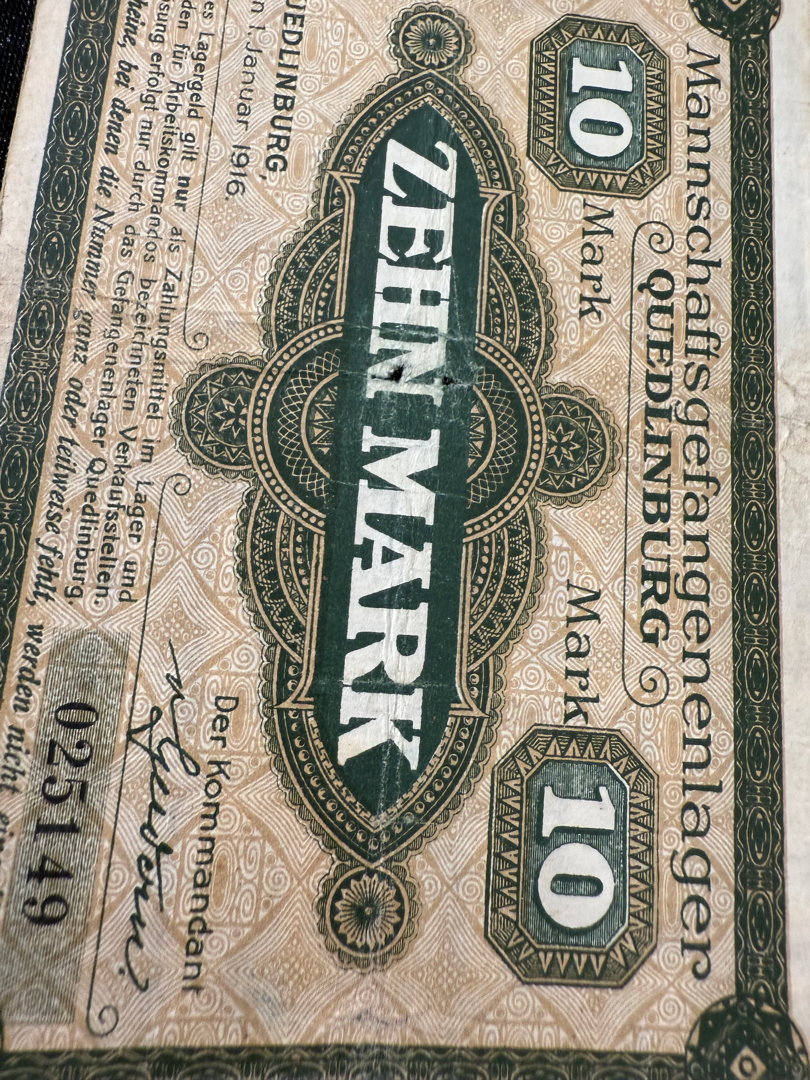 Mannschaftsgefangenenlager
QUEDLINBURG
10 Mark
Mark 10
ZEHN MARK
QUEDLINBURG,
1. Januar 1916.
Der Kommandant
Lagergeld gilt nur als Zahlungsmittel im Lager und
den für Arbeitskommandos bezeichneten Verkaufsstellen.
erfolgt nur durch das Gefangenenlager Quedlinburg.
bei denen die Nummer ganz oder teilweise fehlt, werden nicht
025149